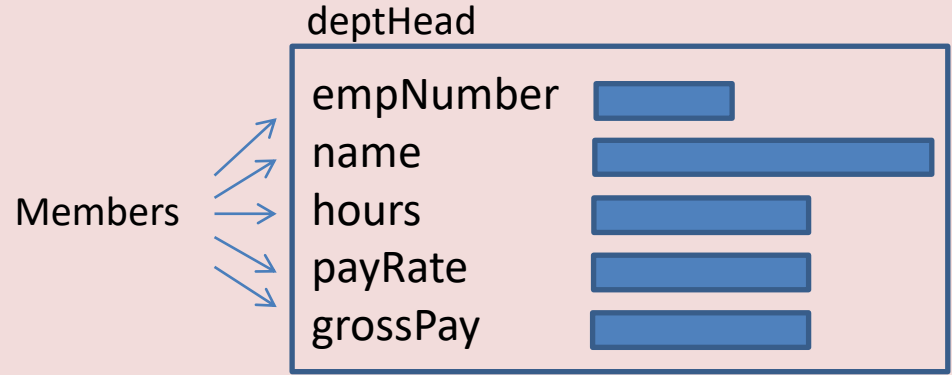 deptHead
empNumber
name
Members
hours
payRate
grossPay